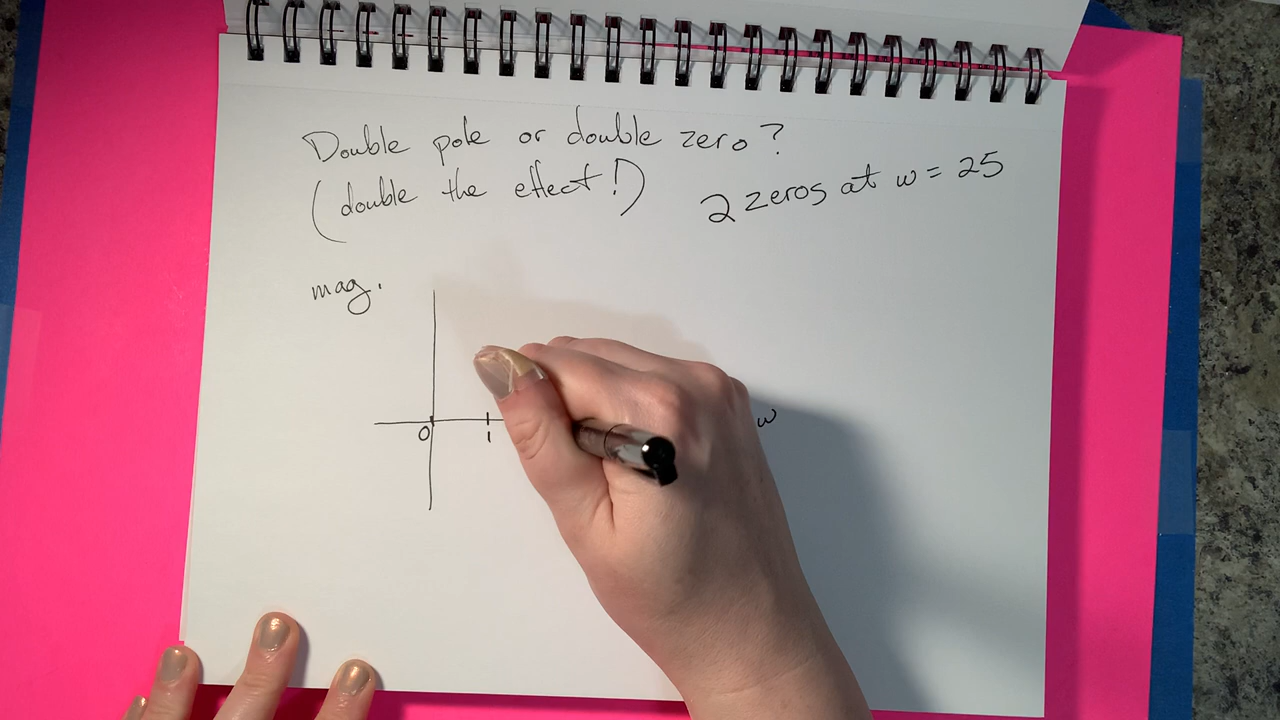 Double pole or double zero?
(double the effect!)
2 zeros at w = 25
mag.
0
1
w